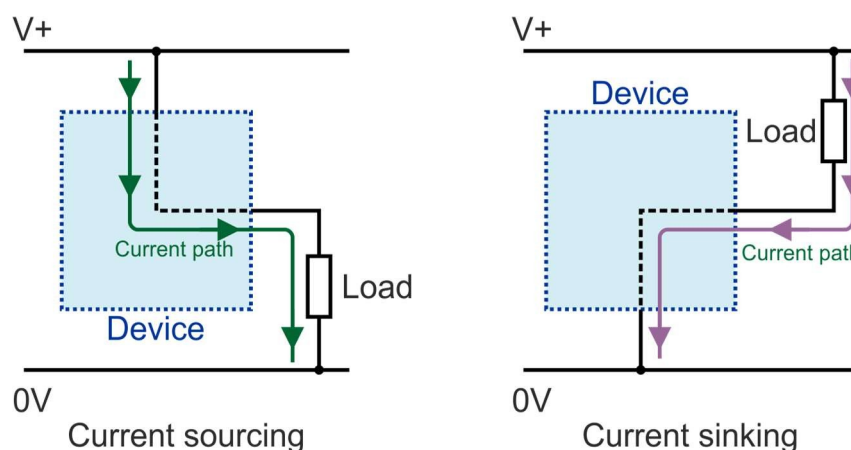 V+
Current path
Load
Device
0V
Current sourcing
V+
Device
Load
Current path
0V
Current sinking